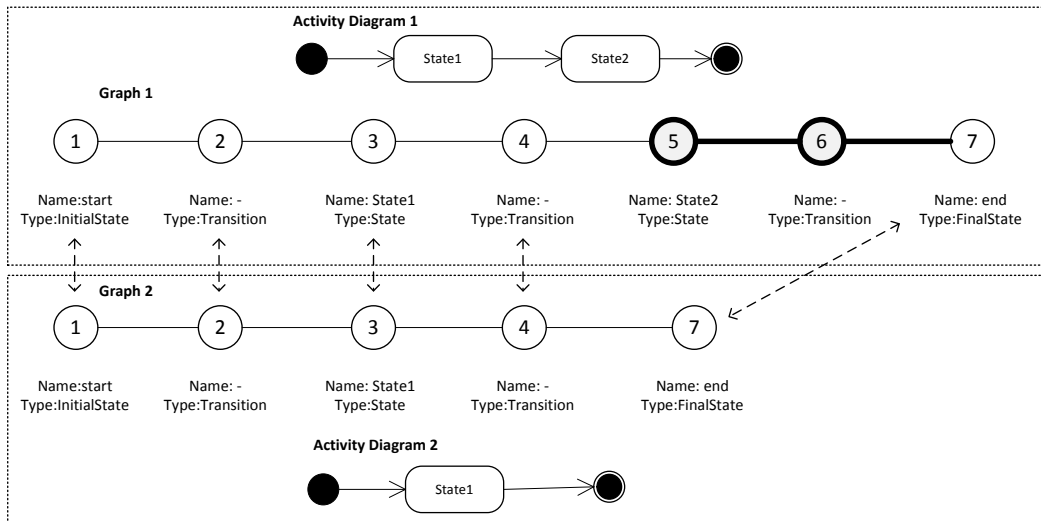 Activity Diagram 1
State1 State2
Graph 1
1 2 3 4 5 6 7
Name:start Name: - Name: State1 Name: - Name: State2 Name: - Name: end
Type:InitialState Type:Transition Type:State Type:Transition Type:State Type:Transition Type:FinalState
Graph 2
1 2 3 4 7
Name:start Name: - Name: State1 Name: - Name: end
Type:InitialState Type:Transition Type:State Type:Transition Type:FinalState
Activity Diagram 2
State1